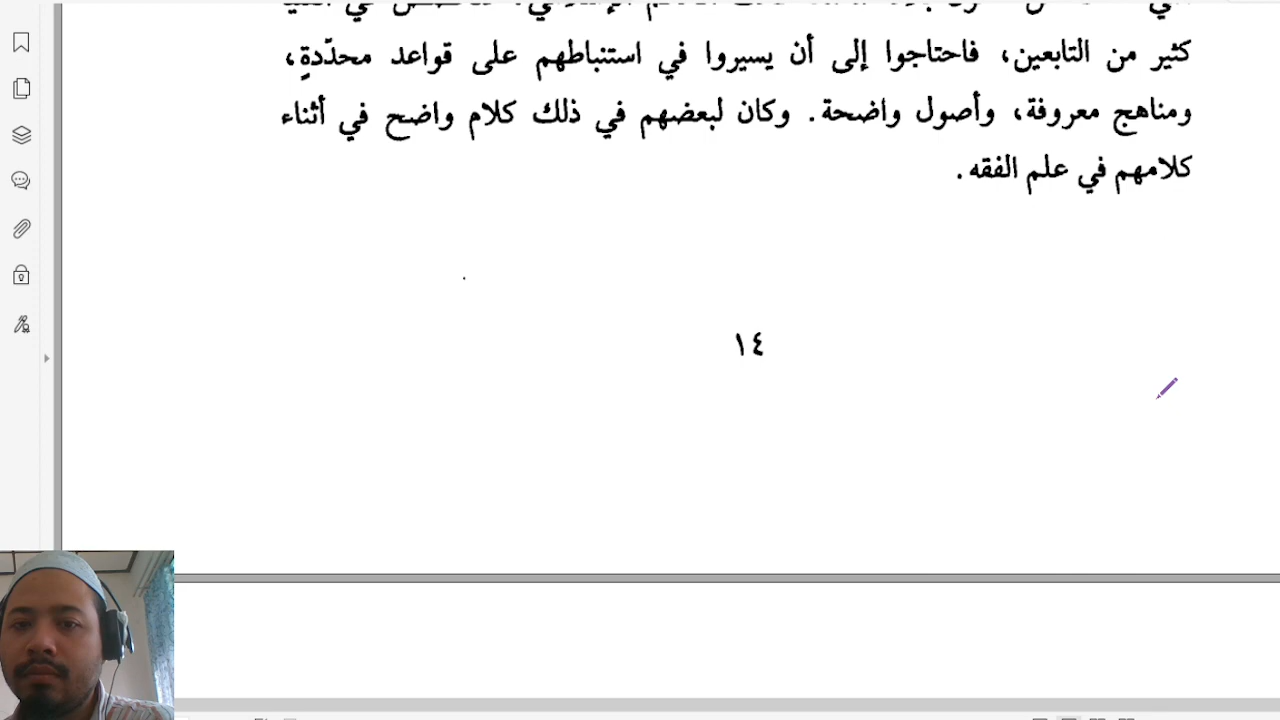 كثير من التابعين، فاحتاجوا إلى أن يسيروا في استنباطهم على قواعد محدّدةٍ،
ومناهج معروفة، وأصول واضحة. وكان لبعضهم في ذلك كلام واضح في أثناء
كلامهم في علم الفقه.
١٤